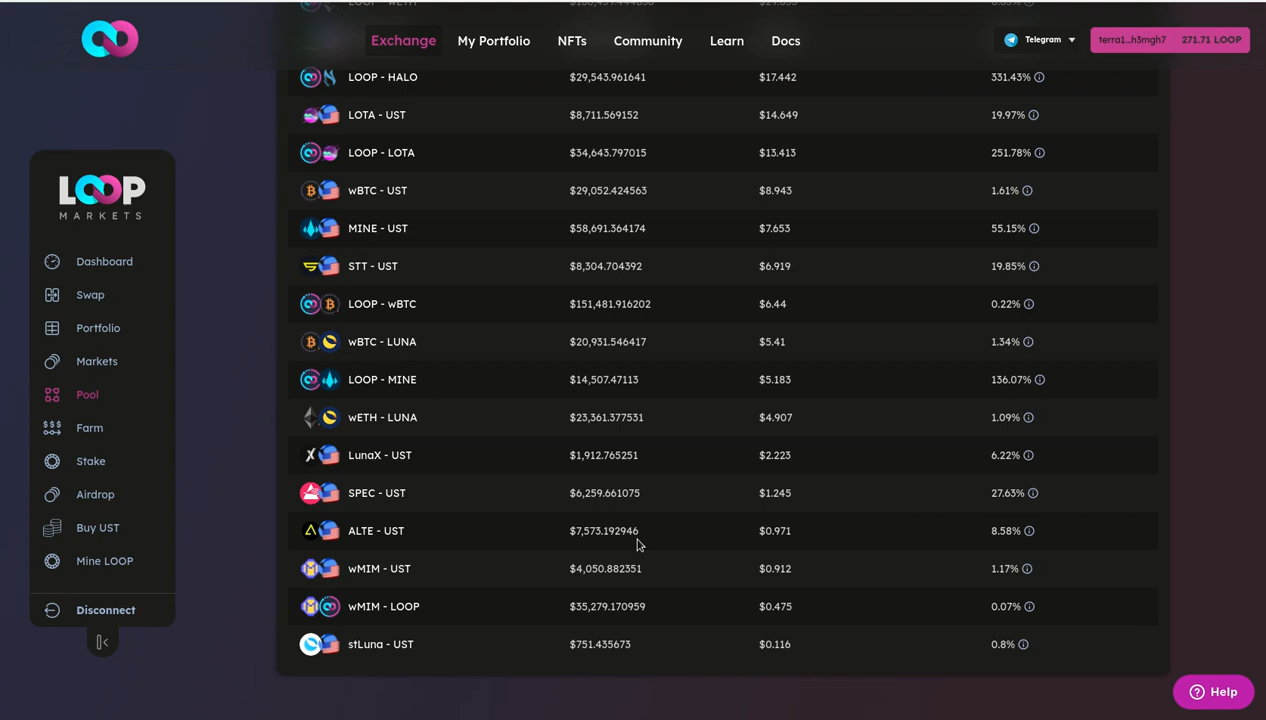 Exchange My Portfolio NFTs Community Learn Docs Telegram terra1...h3mgh7 271.71 LOOP
LOOP MARKETS
Dashboard
Swap
Portfolio
Markets
Pool
Farm
Stake
Airdrop
Buy UST
Mine LOOP
Disconnect
LOOP - HALO $29,543.961641 $17.442 331.43%
LOTA - UST $8,711.569152 $14.649 19.97%
LOOP - LOTA $34,643.797015 $13.413 251.78%
wBTC - UST $29,052.424563 $8.943 1.61%
MINE - UST $58,691.364174 $7.653 55.15%
STT - UST $8,304.704392 $6.919 19.85%
LOOP - wBTC $151,481.916202 $6.44 0.22%
wBTC - LUNA $20,931.546417 $5.41 1.34%
LOOP - MINE $14,507.47113 $5.183 136.07%
wETH - LUNA $23,361.377531 $4.907 1.09%
LunaX - UST $1,912.765251 $2.223 6.22%
SPEC - UST $6,259.661075 $1.245 27.63%
ALTE - UST $7,573.192946 $0.971 8.58%
wMIM - UST $4,050.882351 $0.912 1.17%
wMIM - LOOP $35,279.170959 $0.475 0.07%
stLuna - UST $751.435673 $0.116 0.8%
Help